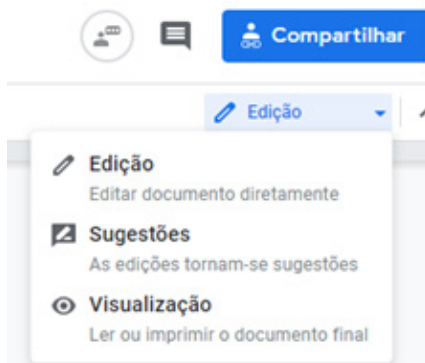 Compartilhar
Edição
Edição
Editar documento diretamente
Sugestões
As edições tornam-se sugestões
Visualização
Ler ou imprimir o documento final